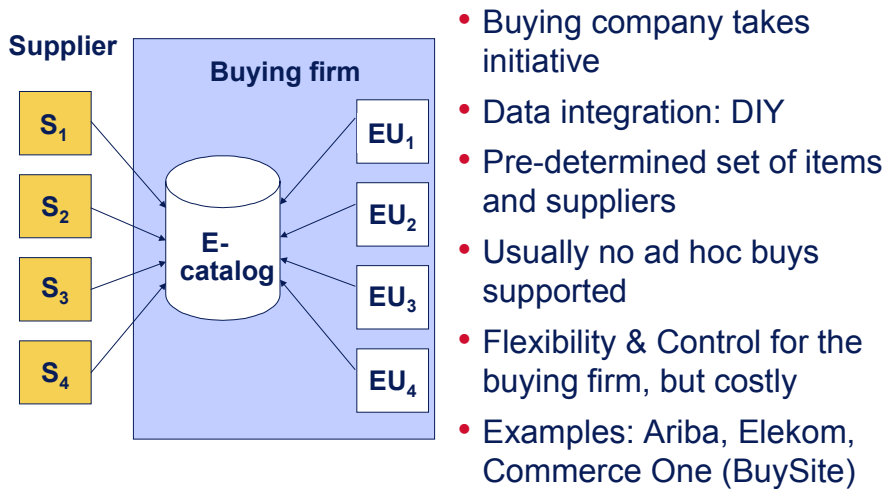 Supplier
Buying firm
S₁
S₂
S₃
S₄
E-
catalog
EU₁
EU₂
EU₃
EU₄
• Buying company takes
initiative
• Data integration: DIY
• Pre-determined set of items
and suppliers
• Usually no ad hoc buys
supported
• Flexibility & Control for the
buying firm, but costly
• Examples: Ariba, Elekom,
Commerce One (BuySite)